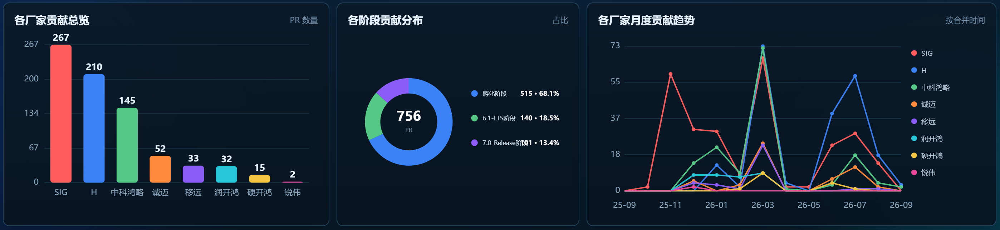 各厂家贡献总览
PR 数量
267
200
134
67
0
267
210
145
52
33
32
15
2
SIG
H
中科鸿略
诚迈
移远
润开鸿
硬开鸿
锐伟
各阶段贡献分布
占比
756
PR
孵化阶段 515 • 68.1%
6.1-LTS阶段 140 • 18.5%
7.0-Release阶段 101 • 13.4%
各厂家月度贡献趋势
按合并时间
73
55
37
18
0
25-09
25-11
26-01
26-03
26-05
26-07
26-09
SIG
H
中科鸿略
诚迈
移远
润开鸿
硬开鸿
锐伟